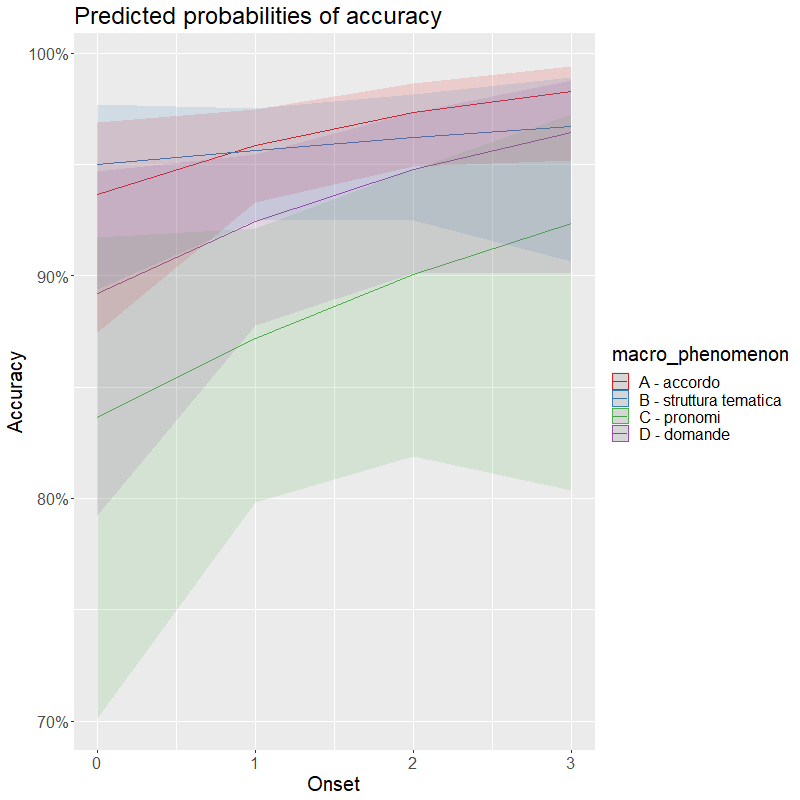 Predicted probabilities of accuracy
100%
90%
80%
70%
Accuracy
0 1 2 3
Onset
macro_phenomenon
A - accordo
B - struttura tematica
C - pronomi
D - domande